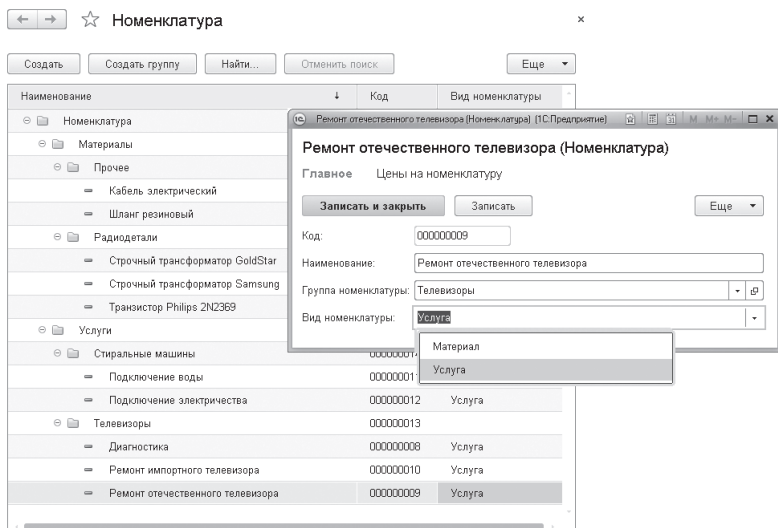 Номенклатура
Создать Создать группу Найти... Отменить поиск Еще
Наименование Код Вид номенклатуры
Номенклатура
Материалы
Прочее
Кабель электрический
Шланг резиновый
Радиодетали
Строчный трансформатор GoldStar
Строчный трансформатор Samsung
Транзистор Philips 2N2369
Услуги
Стиральные машины
Подключение воды
Подключение электричества 000000012 Услуга
Телевизоры 000000013
Диагностика 000000008 Услуга
Ремонт импортного телевизора 000000010 Услуга
Ремонт отечественного телевизора 000000009 Услуга
1С Ремонт отечественного телевизора (Номенклатура) (1С:Предприятие) 31 M M+ M-
Ремонт отечественного телевизора (Номенклатура)
Главное Цены на номенклатуру
Записать и закрыть Записать Еще
Код: 000000009
Наименование: Ремонт отечественного телевизора
Группа номенклатуры: Телевизоры
Вид номенклатуры: Услуга
Материал
Услуга